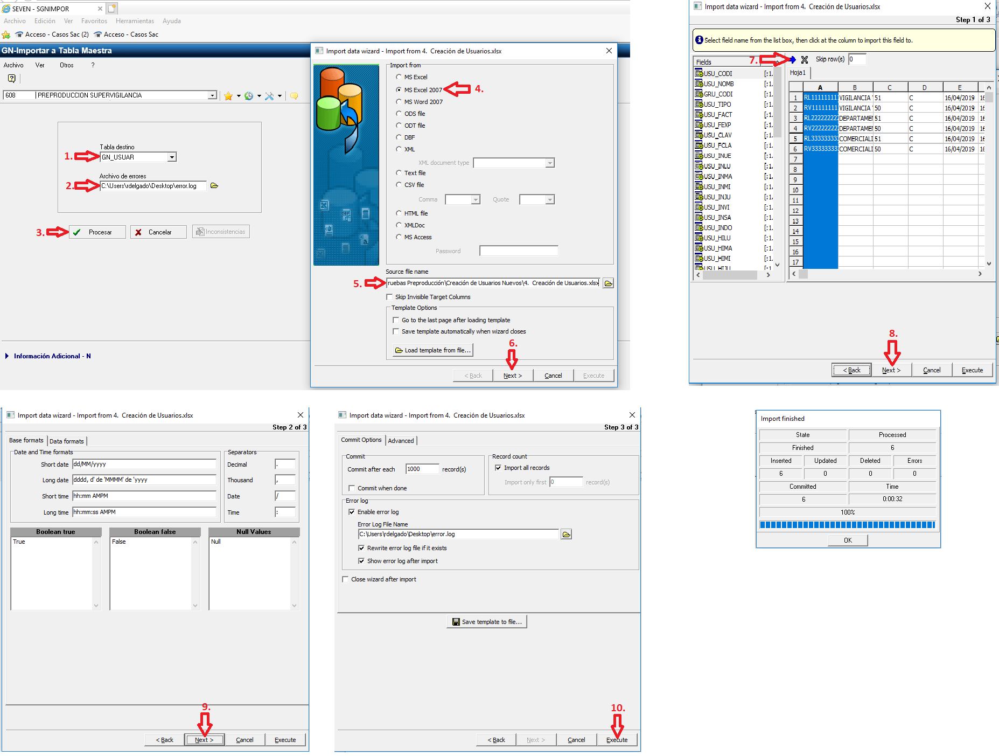 SEVEN - SGNIMPOR
Archivo Edición Ver Favoritos Herramientas Ayuda
Acceso - Casos Sac (2) Acceso - Casos Sac
GN-Importar a Tabla Maestra
Archivo Ver Otros ?
608 PREPRODUCCION SUPERVIGILANCIA
Tabla destino
1. GN_USUAR
Archivo de errores
2. C:\Users\rdelgado\Desktop\error.log
3. Procesar Cancelar Inconsistencias
Información Adicional - N
Import data wizard - Import from 4.  Creación de Usuarios.xlsx
Import from
MS Excel
MS Excel 2007 4.
MS Word 2007
ODS file
ODT file
DBF
XML
XML document type
Text file
CSV file
Comma Quote
HTML file
XMLDoc
MS Access
Password
Source file name
5. ruebas Preproducción\Creación de Usuarios Nuevos\4.  Creación de Usuarios.xlsx
Skip Invisible Target Columns
Template Options
Go to the last page after loading template
Save template automatically when wizard closes
6.
Load template from file...
< Back Next > Cancel Execute
Import data wizard - Import from 4.  Creación de Usuarios.xlsx
Step 1 of 3
Select field name from the list box, then click at the column to import this field to.
7. Skip row(s) 0
Fields
Hoja1
USU_CODI [:1.
USU_NOMB [:1.
GRU_CODI [:1.
USU_TIPO [:1.
USU_FACT [:1.
USU_FEXP [:1.
USU_CLAV [:1.
USU_FCLA [:1.
USU_INUE [:1.
USU_INLU [:1.
USU_INMA [:1.
USU_INMI [:1.
USU_INJU [:1.
USU_INVI [:1.
USU_INSA [:1.
USU_INDO [:1.
USU_HILU [:1.
USU_HIMA [:1.
USU_HIMI [:1.
USU_HIJU [:1.
A B C D E
1 RL11111111 VIGILANCIA 51 C 16/04/2019 16
2 RV11111111 VIGILANCIA 50 C 16/04/2019 16
3 RL222222222 DEPARTAMEN 51 C 16/04/2019 16
4 RV22222222 DEPARTAMEN 50 C 16/04/2019 16
5 RL333333333 COMERCIALI 51 C 16/04/2019 16
6 RV33333333 COMERCIALI 50 C 16/04/2019 16
7
8
9
10
11
12
13
14
15
16
17
8.
< Back Next > Cancel Execute
Import data wizard - Import from 4.  Creación de Usuarios.xlsx
Step 2 of 3
Base formats Data formats
Date and Time formats Separators
Short date dd/MM/yyyy Decimal .
Long date dddd, d' de 'MMMM' de 'yyyy Thousand ,
Short time hh:mm AMPM Date /
Long time hh:mm:ss AMPM Time :
Boolean true Boolean false Null Values
True False Null
9.
< Back Next > Cancel Execute
Import data wizard - Import from 4.  Creación de Usuarios.xlsx
Step 3 of 3
Commit Options Advanced
Commit Record count
Commit after each 1000 record(s) Import all records
Import only first 0 record(s)
Commit when done
Error log
Enable error log
Error Log File Name
C:\Users\rdelgado\Desktop\error.log
Rewrite error log file if it exists
Show error log after import
Close wizard after import
Save template to file...
10.
< Back Next > Cancel Execute
Import finished
State Processed
Finished 6
Inserted Updated Deleted Errors
6 0 0 0
Committed Time
6 0:00:32
100%
OK